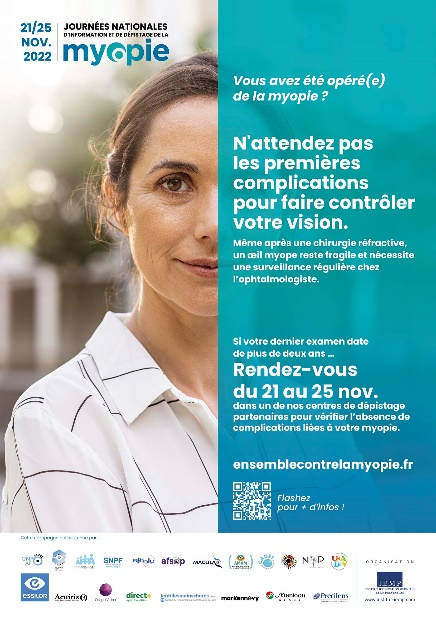 21/25
NOV.
2022
JOURNÉES NATIONALES
D'INFORMATION ET DE DÉPISTAGE DE LA
myopie
Vous avez été opéré(e)
de la myopie ?
N'attendez pas
les premières
complications
pour faire contrôler
votre vision.
Même après une chirurgie réfractive,
un œil myope reste fragile et nécessite
une surveillance régulière chez
l'ophtalmologiste.
Si votre dernier examen date
de plus de deux ans ...
Rendez-vous
du 21 au 25 nov.
dans un de nos centres de dépistage
partenaires pour vérifier l'absence de
complications liées à votre myopie.
ensemblecontrelamyopie.fr
Flashez
pour + d'infos !
SNPF
afsop
MACULA
ORGANISATION
ESSILOR
direct
marKennévy
Menicon
Precilens